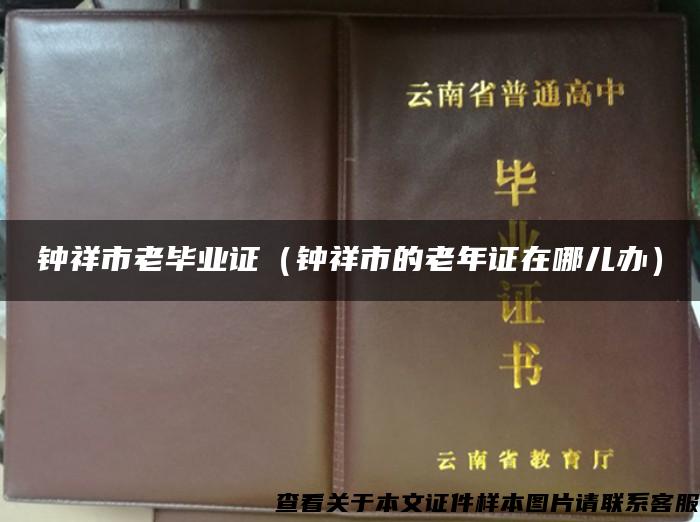 云南省普通高中
毕业证书
钟祥市老毕业证（钟祥市的老年证在哪儿办）
云南省教育厅
查看关于本文证件样本图片请联系客服